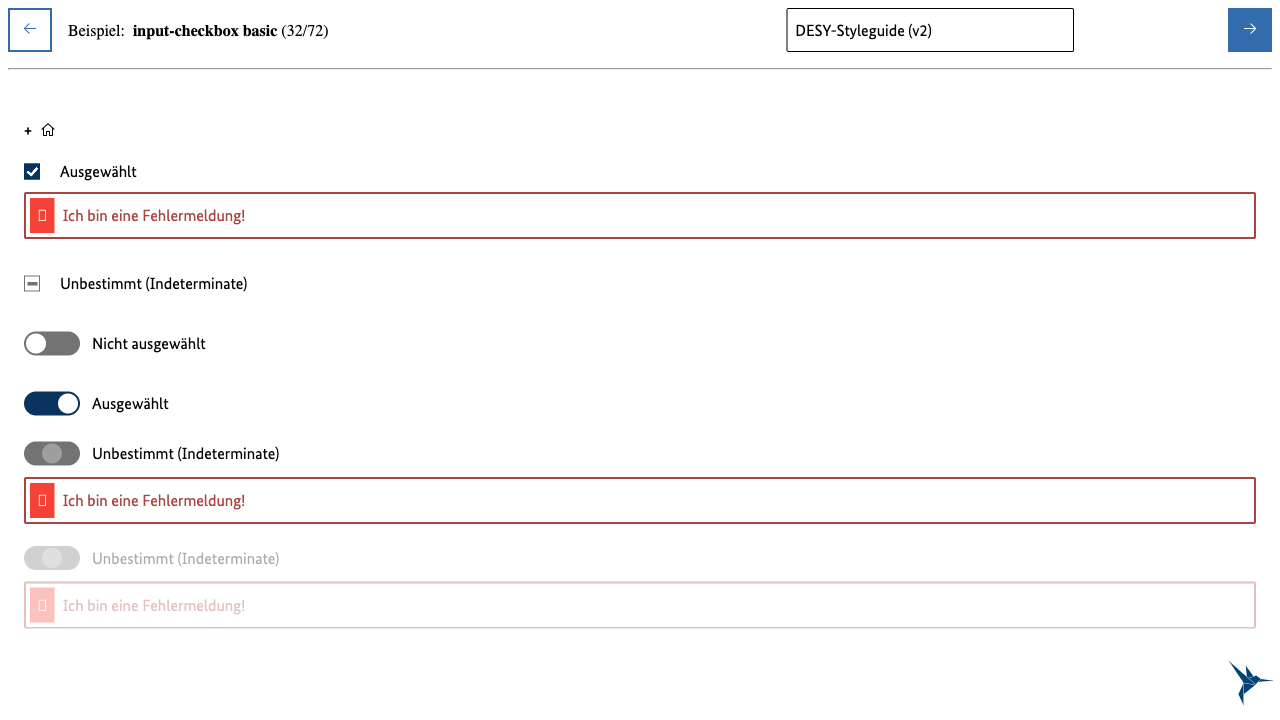 Beispiel: input-checkbox basic (32/72)
DESY-Styleguide (v2)
+
Ausgewählt
Ich bin eine Fehlermeldung!
Unbestimmt (Indeterminate)
Nicht ausgewählt
Ausgewählt
Unbestimmt (Indeterminate)
Ich bin eine Fehlermeldung!
Unbestimmt (Indeterminate)
Ich bin eine Fehlermeldung!